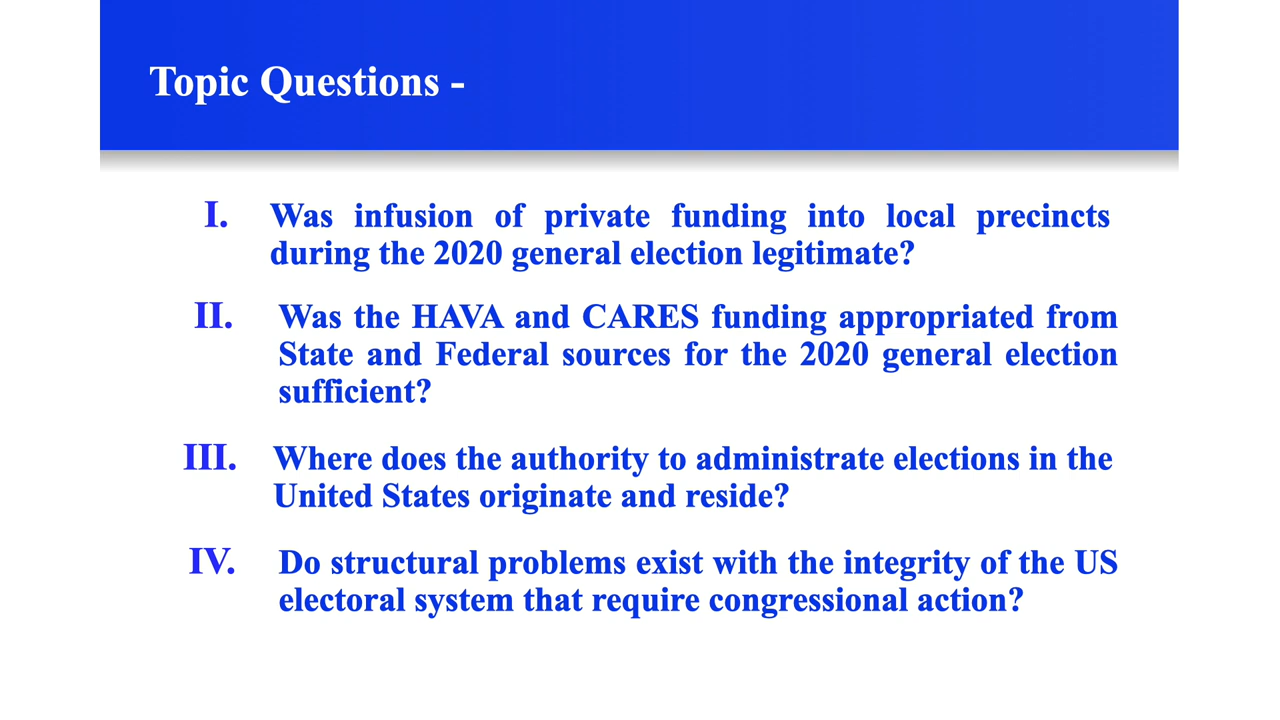 Topic Questions -
I. Was infusion of private funding into local precincts
during the 2020 general election legitimate?
II. Was the HAVA and CARES funding appropriated from
State and Federal sources for the 2020 general election
sufficient?
III. Where does the authority to administrate elections in the
United States originate and reside?
IV. Do structural problems exist with the integrity of the US
electoral system that require congressional action?